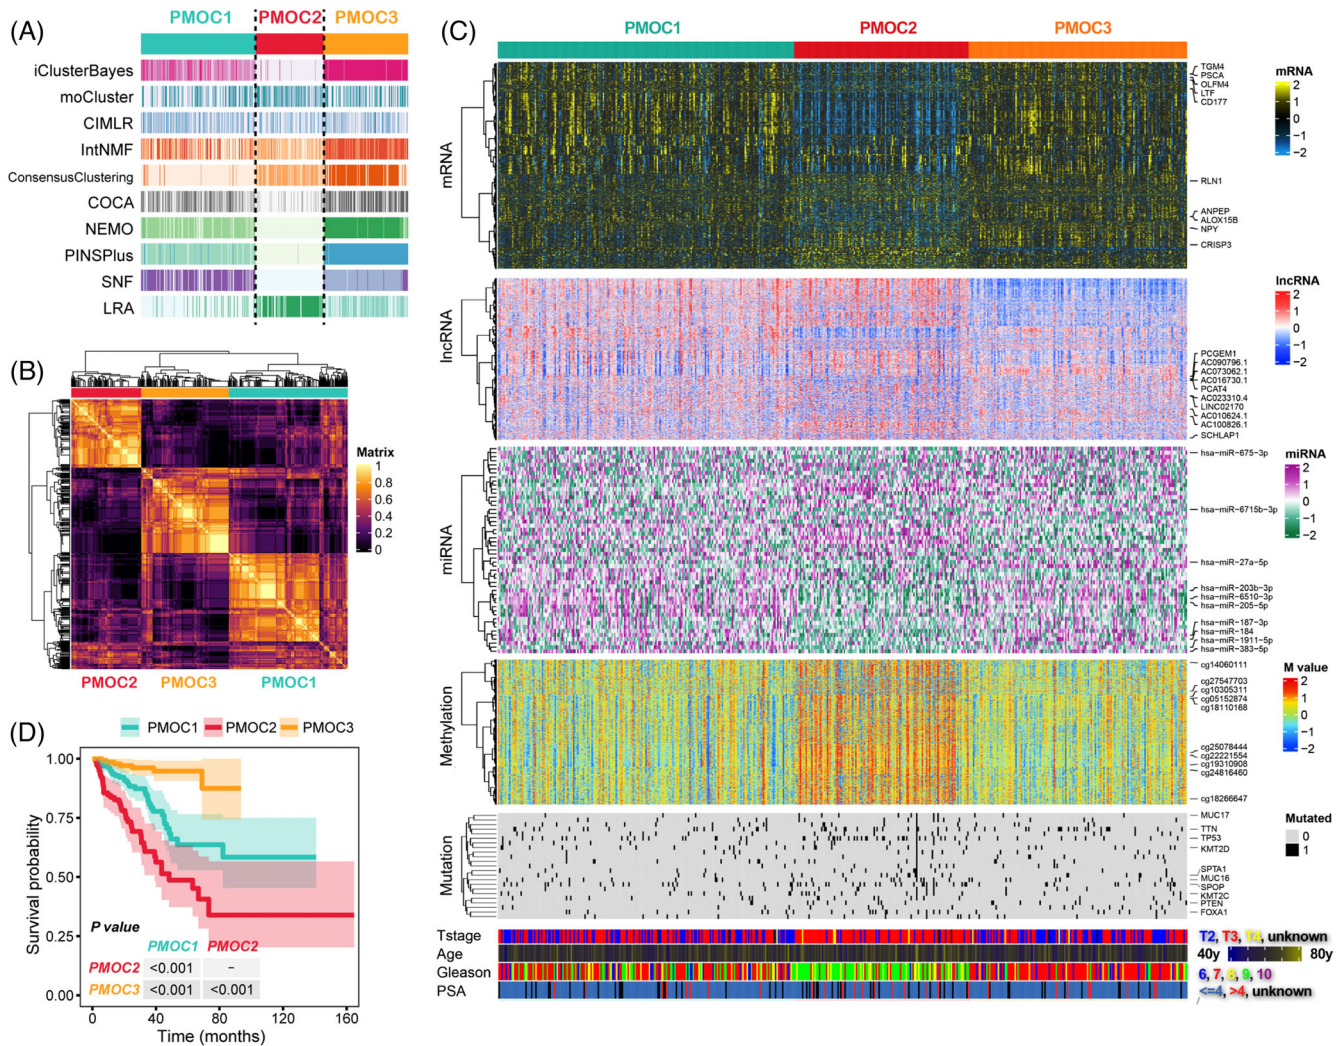 (A)
PMOC1 PMOC2 PMOC3
iClusterBayes
moCluster
CIMLR
IntNMF
ConsensusClustering
COCA
NEMO
PINSPlus
SNF
LRA
(B)
Matrix
1
0.8
0.6
0.4
0.2
0
PMOC2 PMOC3 PMOC1
(C)
PMOC1 PMOC2 PMOC3
mRNA
TGM4
PSCA
OLFM4
LTF
CD177
RLN1
ANPEP
ALOX15B
NPY
CRISP3
mRNA
2
1
0
−1
−2
lncRNA
PCGEM1
AC090796.1
AC073062.1
AC016730.1
PCAT4
AC023310.4
LINC02170
AC010624.1
AC100826.1
SCHLAP1
lncRNA
2
1
0
−1
−2
miRNA
hsa−miR−675−3p
hsa−miR−6715b−3p
hsa−miR−27a−5p
hsa−miR−203b−3p
hsa−miR−6510−3p
hsa−miR−205−5p
hsa−miR−187−3p
hsa−miR−184
hsa−miR−1911−5p
hsa−miR−383−5p
miRNA
2
1
0
−1
−2
Methylation
cg14060111
cg27547703
cg10305311
cg05152874
cg18110168
cg25078444
cg22221554
cg19310908
cg24816460
cg18266647
M value
2
1
0
−1
−2
Mutation
MUC17
TTN
TP53
KMT2D
SPTA1
MUC16
SPOP
KMT2C
PTEN
FOXA1
Mutated
0
1
Tstage
T2, T3, T4, unknown
Age
40y 80y
Gleason
6, 7, 8, 9, 10
PSA
<=4, >4, unknown
(D)
PMOC1 PMOC2 PMOC3
Survival probability
1.00
0.75
0.50
0.25
0.00
P value
PMOC1 PMOC2
PMOC2 <0.001 –
PMOC3 <0.001 <0.001
0 40 80 120 160
Time (months)